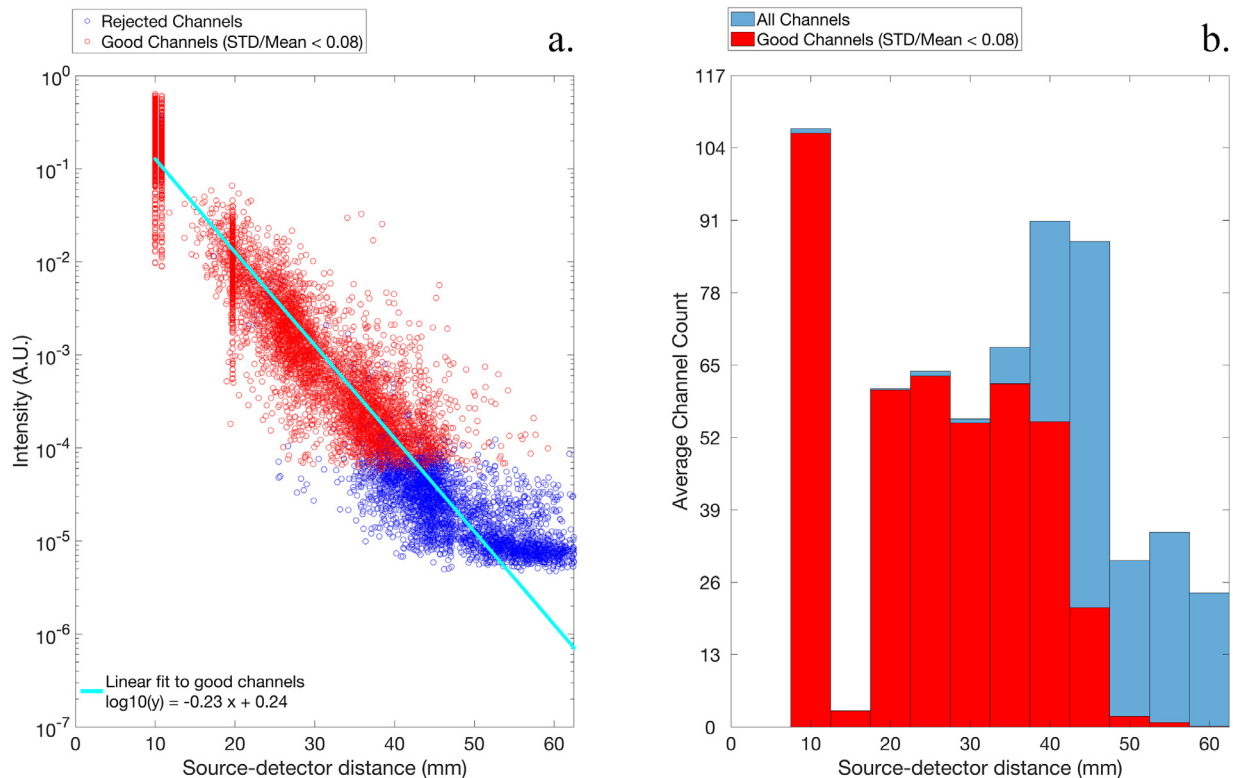 Rejected Channels
Good Channels (STD/Mean < 0.08)
a.
10^0
10^-1
10^-2
10^-3
10^-4
10^-5
10^-6
10^-7
Intensity (A.U.)
Linear fit to good channels
log10(y) = -0.23 x + 0.24
0 10 20 30 40 50 60
Source-detector distance (mm)
All Channels
Good Channels (STD/Mean < 0.08)
b.
117
104
91
78
65
52
39
26
13
0
Average Channel Count
0 10 20 30 40 50 60
Source-detector distance (mm)